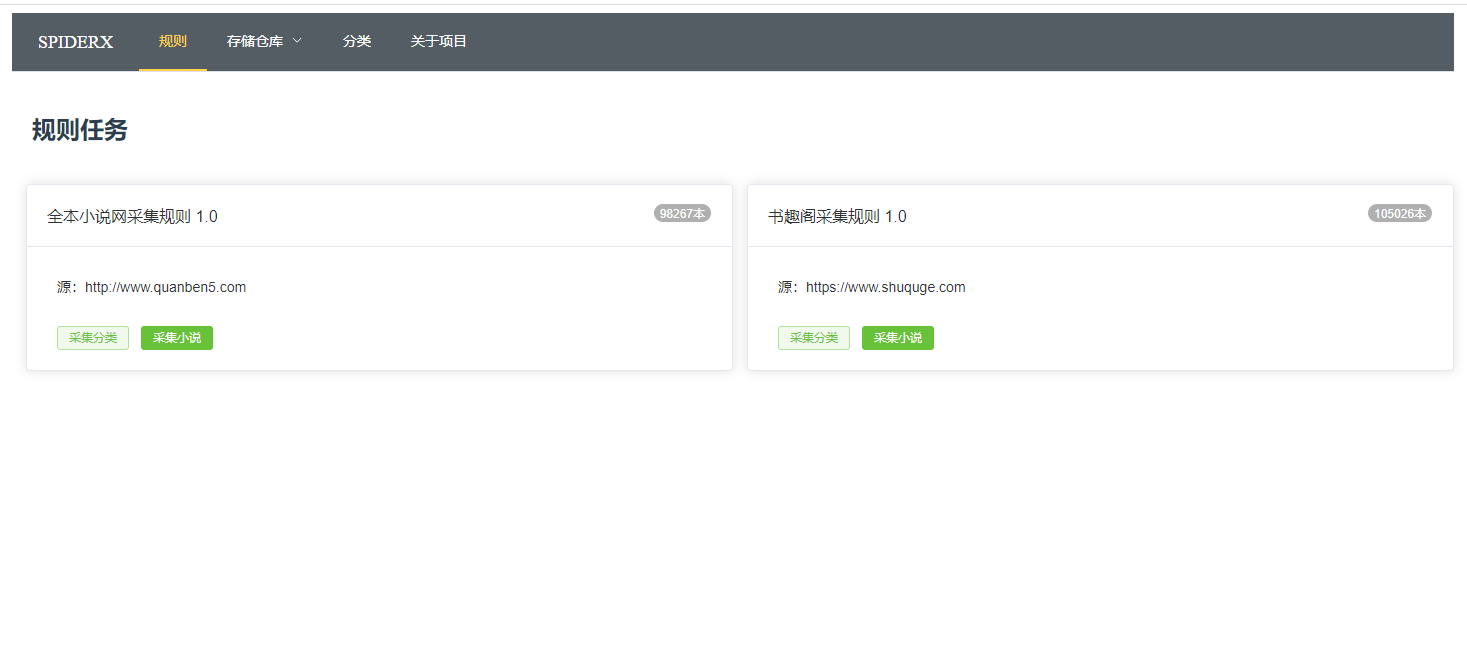 SPIDERX 规则 存储仓库 分类 关于项目
规则任务
全本小说网采集规则 1.0 98267本
源：http://www.quanben5.com
采集分类 采集小说
书趣阁采集规则 1.0 105026本
源：https://www.shuquge.com
采集分类 采集小说